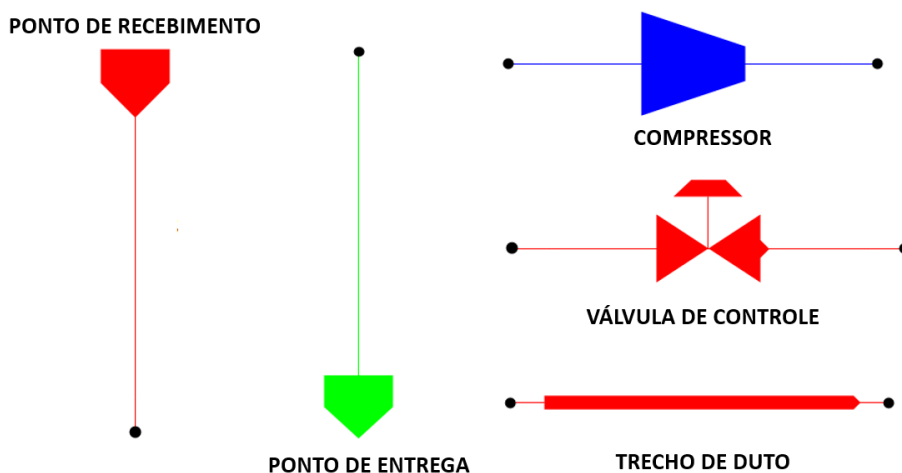 PONTO DE RECEBIMENTO
COMPRESSOR
VÁLVULA DE CONTROLE
PONTO DE ENTREGA
TRECHO DE DUTO